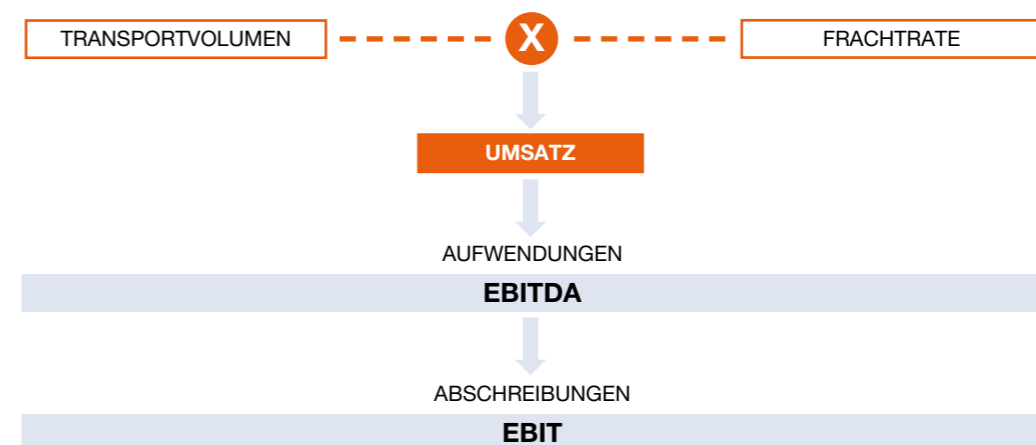 TRANSPORTVOLUMEN X FRACHTRATE
UMSATZ
AUFWENDUNGEN
EBITDA
ABSCHREIBUNGEN
EBIT